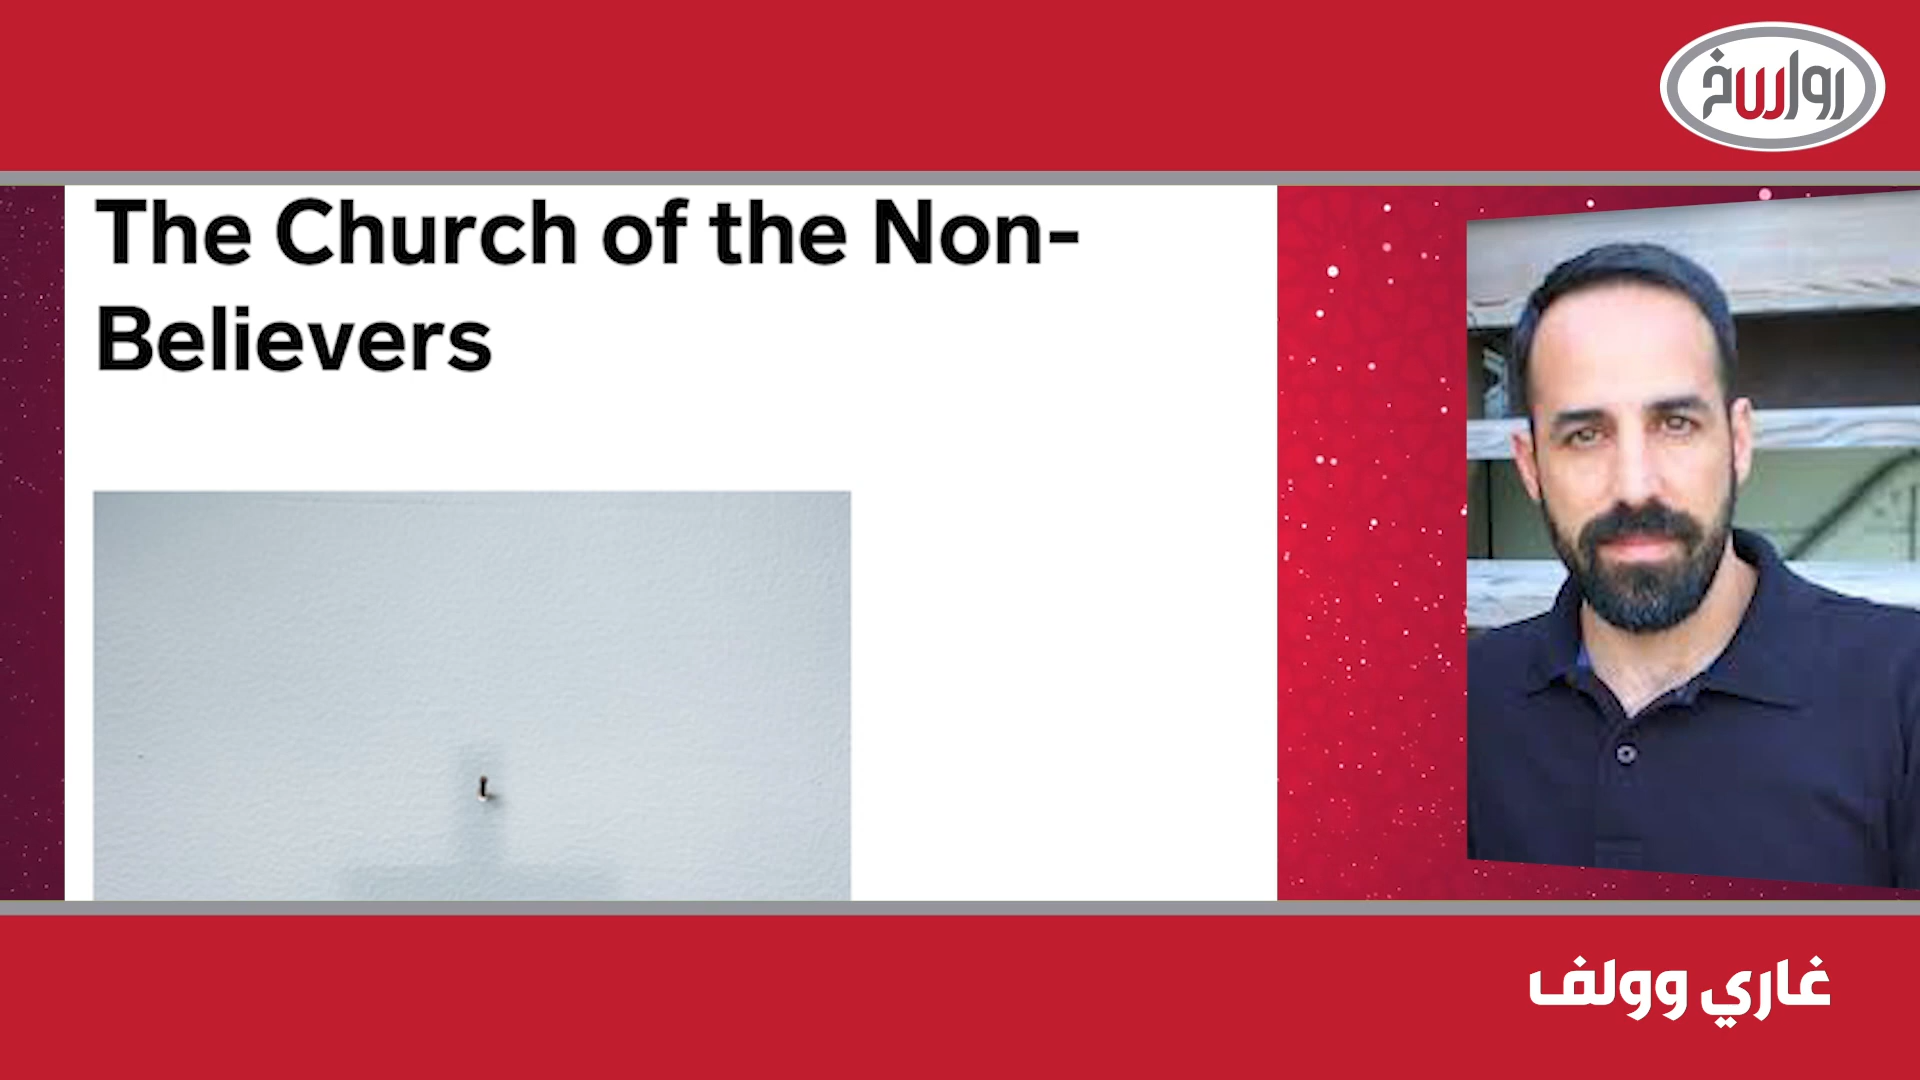 رواسخ
The Church of the Non-
Believers
غاري وولف